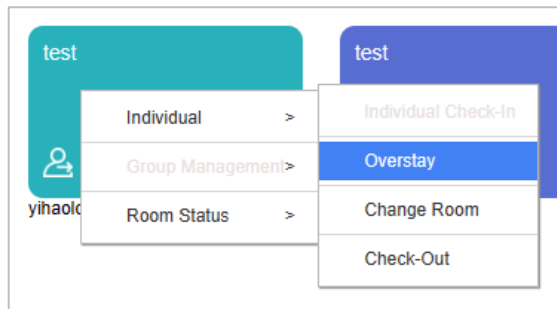 test
test
Individual >
Individual Check-In
Group Management >
Overstay
Room Status >
Change Room
Check-Out